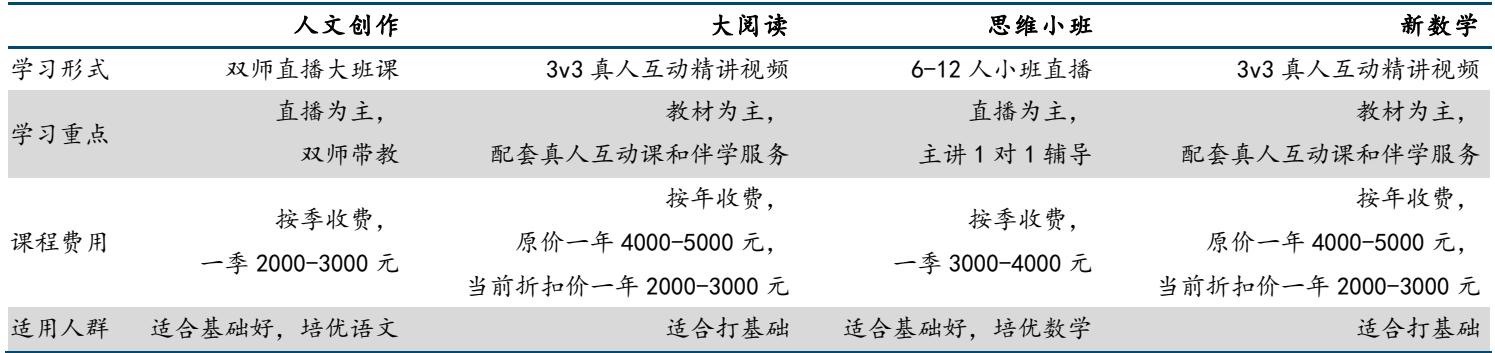 人文创作 大阅读 思维小班 新数学
学习形式 双师直播大班课 3v3 真人互动精讲视频 6-12 人小班直播 3v3 真人互动精讲视频
学习重点 直播为主， 双师带教 教材为主， 配套真人互动课和伴学服务 直播为主， 主讲 1 对 1 辅导 教材为主， 配套真人互动课和伴学服务
课程费用 按季收费， 一季 2000-3000 元 按年收费， 原价一年 4000-5000 元， 当前折扣价一年 2000-3000 元 按季收费， 一季 3000-4000 元 按年收费， 原价一年 4000-5000 元， 当前折扣价一年 2000-3000 元
适用人群 适合基础好，培优语文 适合打基础 适合基础好，培优数学 适合打基础